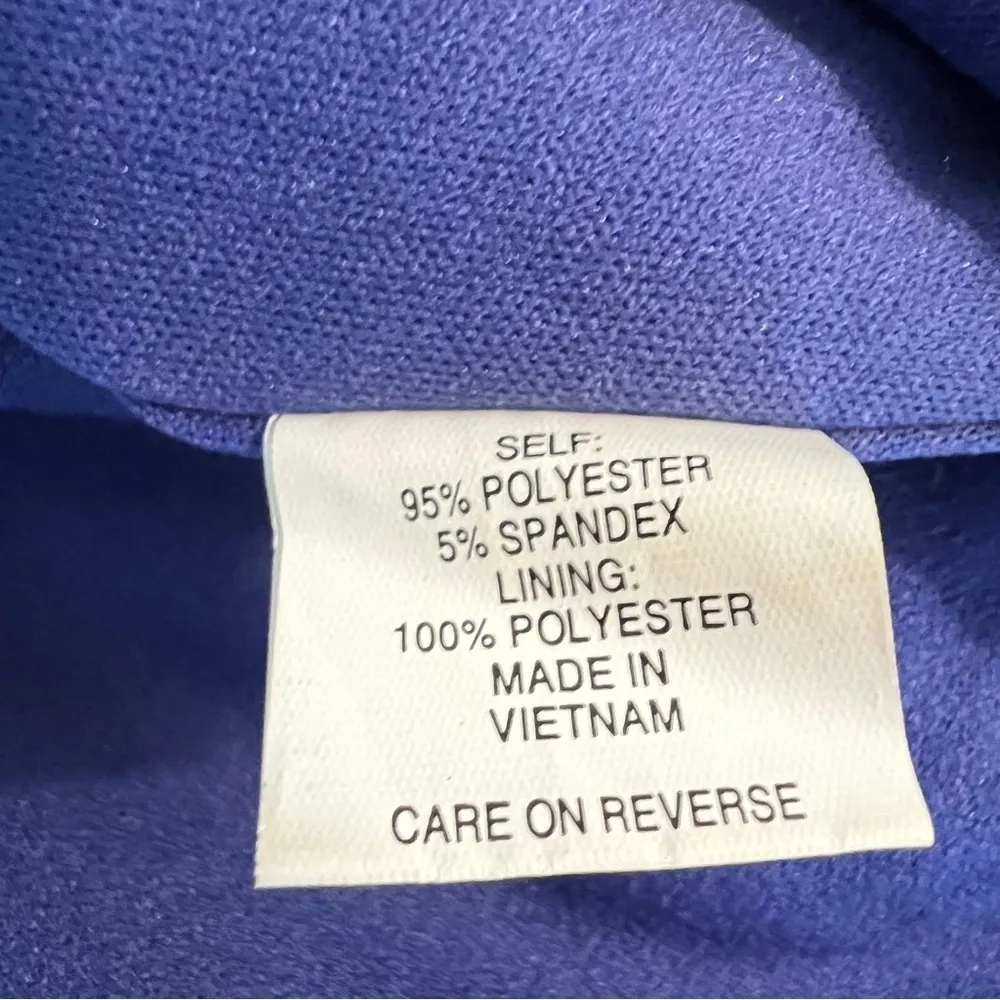 SELF:
95% POLYESTER
5% SPANDEX
LINING:
100% POLYESTER
MADE IN
VIETNAM
CARE ON REVERSE